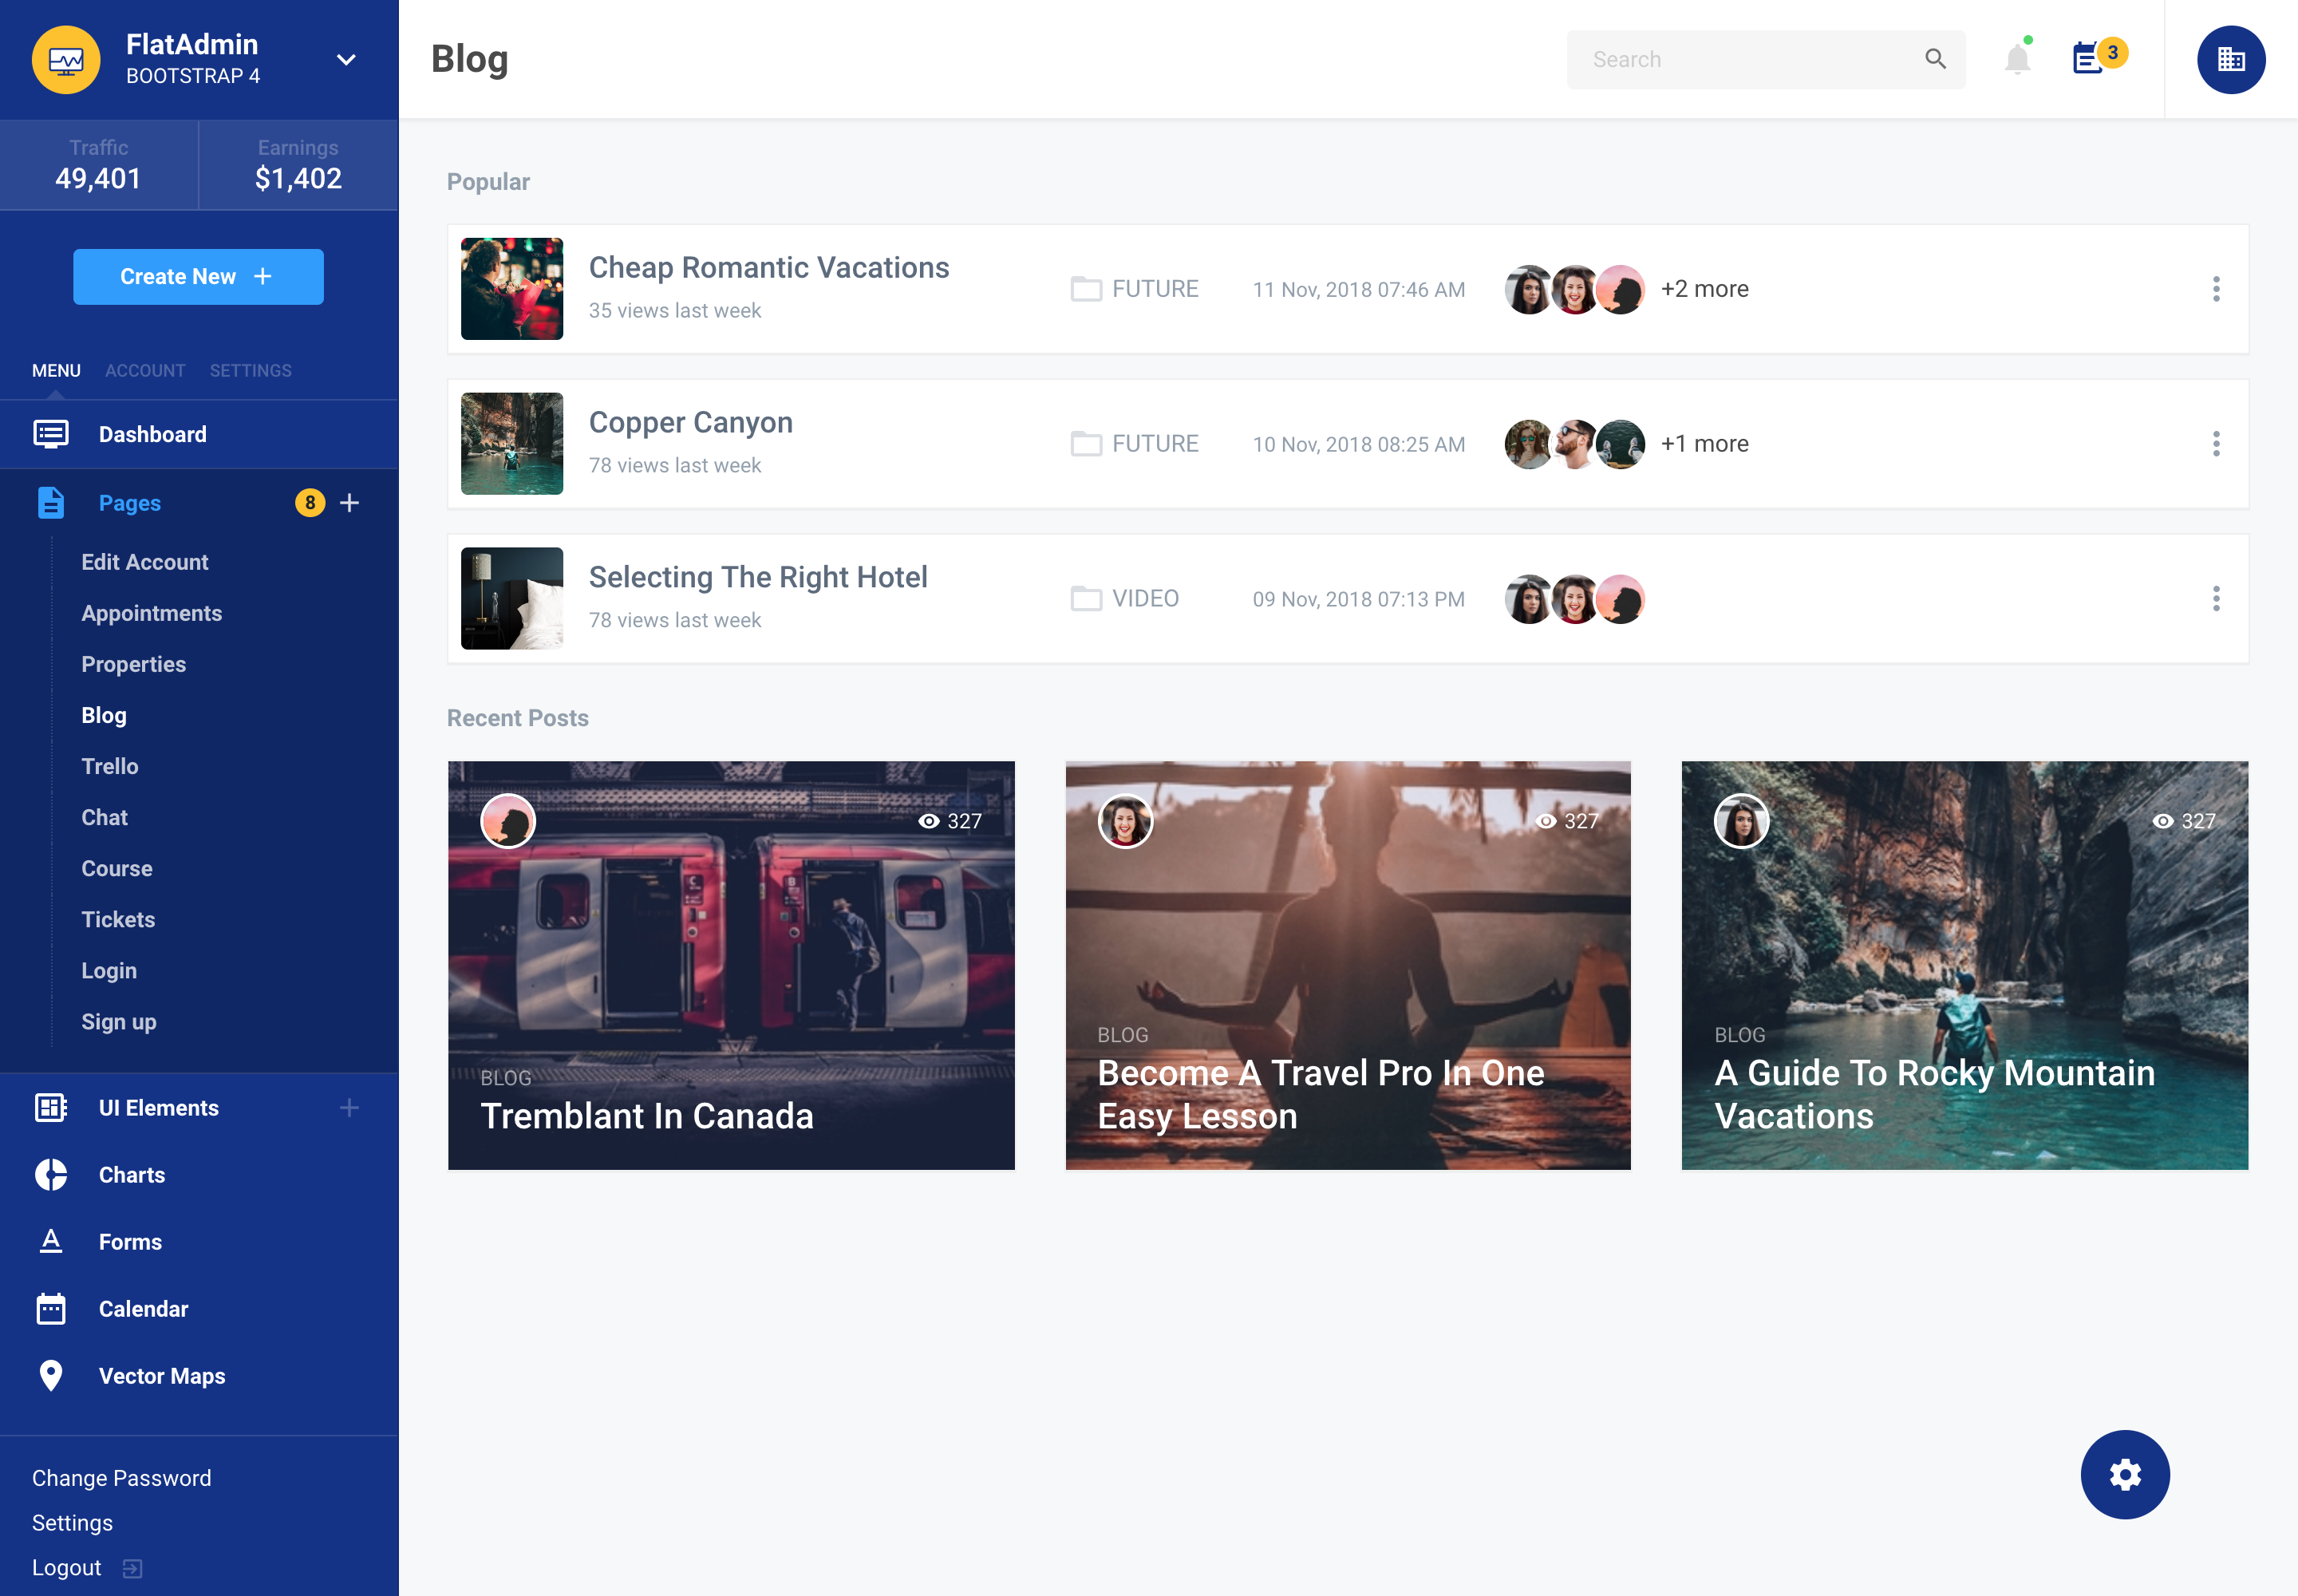 FlatAdmin
BOOTSTRAP 4
Traffic
49,401
Earnings
$1,402
Create New
MENU ACCOUNT SETTINGS
Dashboard
Pages 8
Edit Account
Appointments
Properties
Blog
Trello
Chat
Course
Tickets
Login
Sign up
UI Elements
Charts
Forms
Calendar
Vector Maps
Change Password
Settings
Logout
Blog
Search
3
Popular
Cheap Romantic Vacations
35 views last week
FUTURE
11 Nov, 2018 07:46 AM
+2 more
Copper Canyon
78 views last week
FUTURE
10 Nov, 2018 08:25 AM
+1 more
Selecting The Right Hotel
78 views last week
VIDEO
09 Nov, 2018 07:13 PM
Recent Posts
327
C
B
BLOG
Tremblant In Canada
327
BLOG
Become A Travel Pro In One
Easy Lesson
327
BLOG
A Guide To Rocky Mountain
Vacations